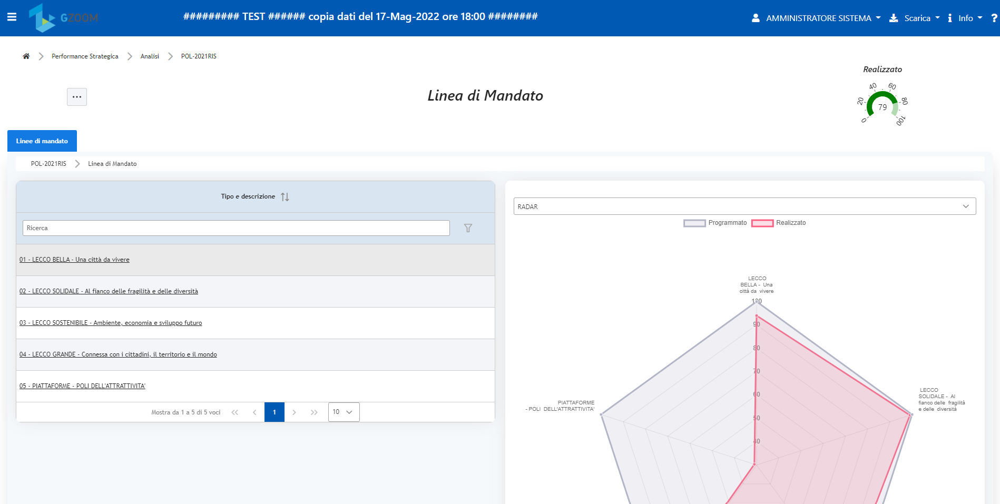 GZOOM
######### TEST ###### copia dati del 17-Mag-2022 ore 18:00 ########
AMMINISTRATORE SISTEMA
Scarica
Info
?
Performance Strategica
Analisi
POL-2021RIS
Realizzato
0
20
40
60
80
100
79
...
Linea di Mandato
Linee di mandato
POL-2021RIS
Linea di Mandato
Tipo e descrizione
Ricerca
01 - LECCO BELLA - Una città da vivere
02 - LECCO SOLIDALE - Al fianco delle fragilità e delle diversità
03 - LECCO SOSTENIBILE - Ambiente, economia e sviluppo futuro
04 - LECCO GRANDE - Connessa con i cittadini, il territorio e il mondo
05 - PIATTAFORME - POLI DELL'ATTRATTIVITA'
Mostra da 1 a 5 di 5 voci
1
10
RADAR
Programmato
Realizzato
LECCO
BELLA - Una
città da vivere
100
90
80
70
60
50
40
LECCO
SOLIDALE - Al
fianco delle fragilità
e delle diversità
PIATTAFORME
- POLI DELL'ATTRATTIVITA'